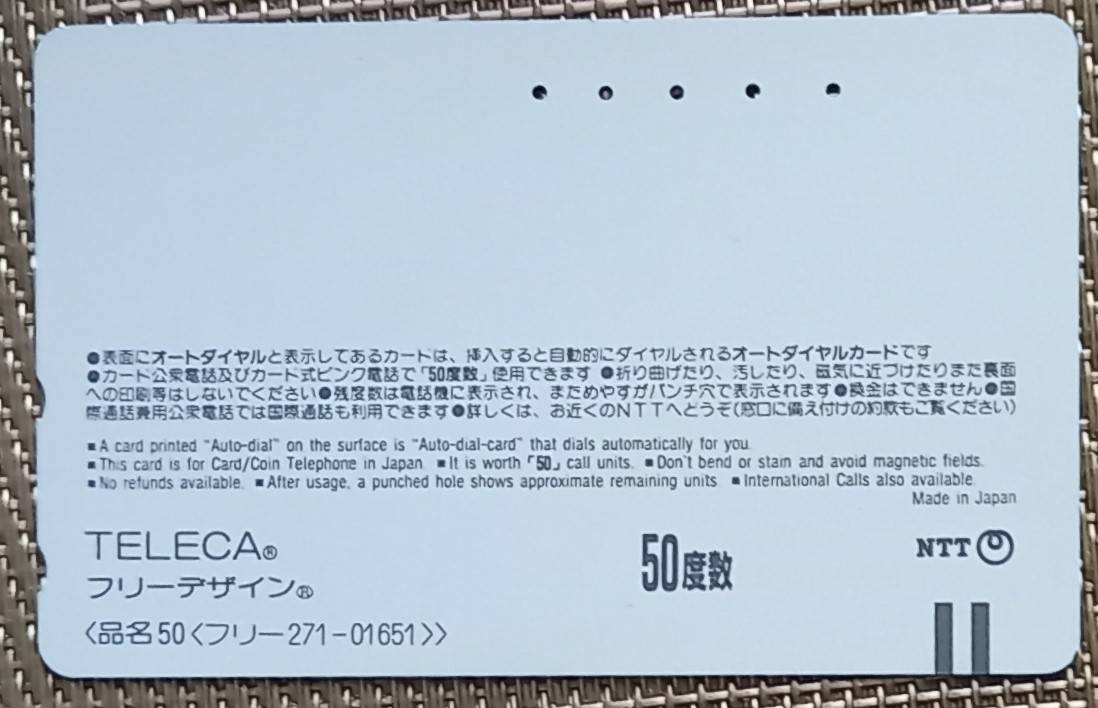 ●表面にオートダイヤルと表示してあるカードは、挿入すると自動的にダイヤルされるオートダイヤルカードです
●カード公衆電話及びカード式ピンク電話で「50度数」使用できます ●折り曲げたり、汚したり、磁気に近づけたりまた裏面
への印刷等はしないでください●残度数は電話機に表示され、まためやすがパンチ穴で表示されます●換金はできません●国
際通話兼用公衆電話では国際通話も利用できます●詳しくは、お近くのNTTへどうぞ(窓口に備え付けの約款もご覧ください)
■A card printed "Auto-dial" on the surface is "Auto-dial-card" that dials automatically for you.
■This card is for Card/Coin Telephone in Japan. ■It is worth「50」call units. ■Don't bend or stain and avoid magnetic fields.
■No refunds available. ■After usage, a punched hole shows approximate remaining units. ■International Calls also available.
Made in Japan
TELECA®
フリーデザイン®
〈品名50〈フリー271-01651〉〉
50度数
NTT